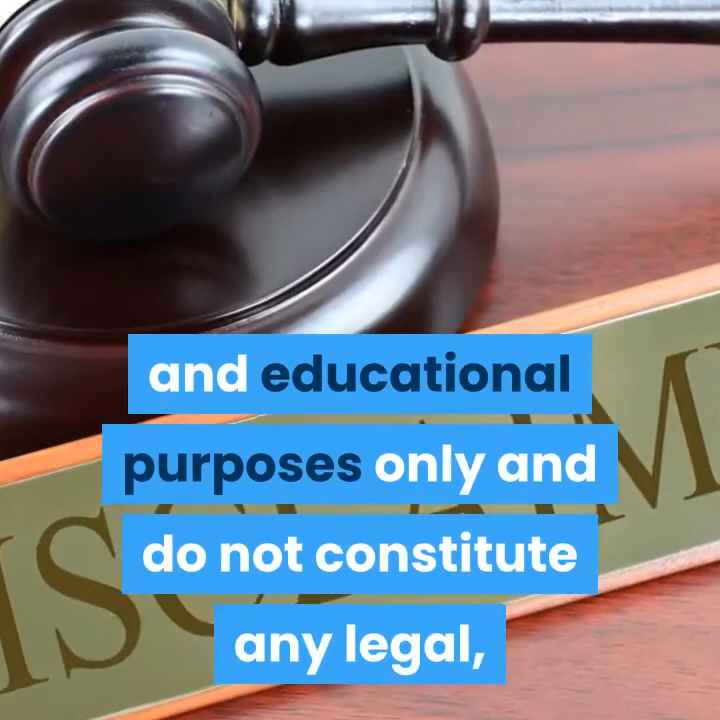 and educational
purposes only and
do not constitute
any legal,